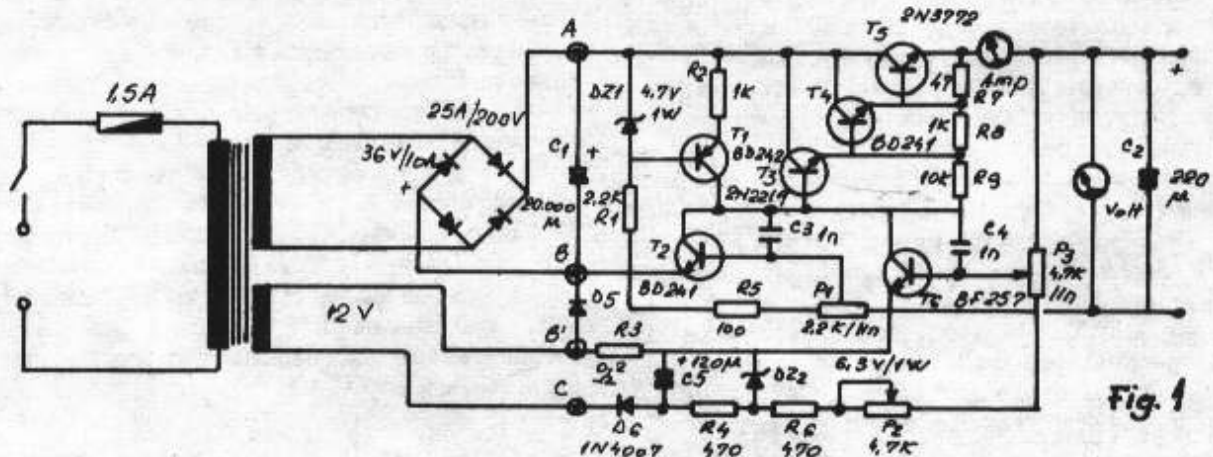 1,5A
36V/10A
25A/200V
+
12V
A
C1
+
20.000
µ
B
D5
B'
C
DZ1
4.7V
1W
2,2K
R1
R2
1K
T1
BD242
T3
2N2219
T4
BD241
T5
2N3772
47
R7
Amp
1K
R8
10K
R9
T2
BD241
C3 1n
C4
1n
T6
BF257
P3
4.7K
lin
Volt
C2
220
µ
+
-
R5
100
P1
2.2K/lin
R3
+ 120µ
C5
DZ2
6,3V/1W
D6
1N4007
R4
470
R6
470
P2
4.7K
Fig. 1